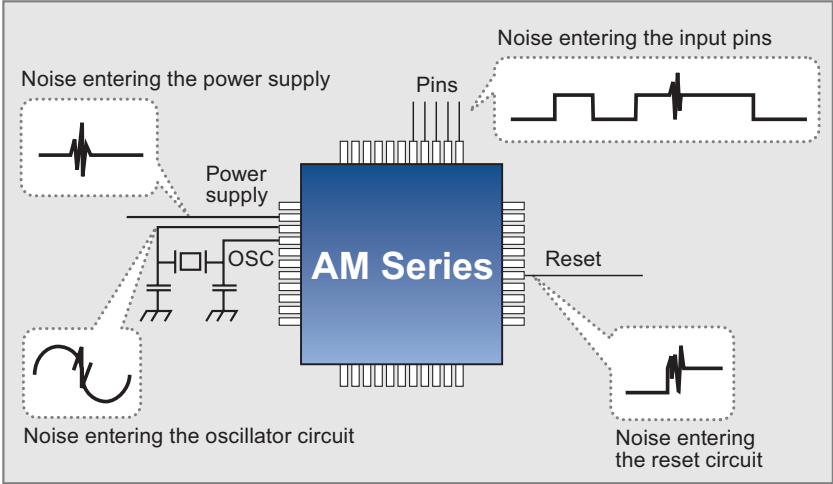 Noise entering the input pins
Noise entering the power supply
Pins
Power
supply
OSC
AM Series
Reset
Noise entering the oscillator circuit
Noise entering
the reset circuit